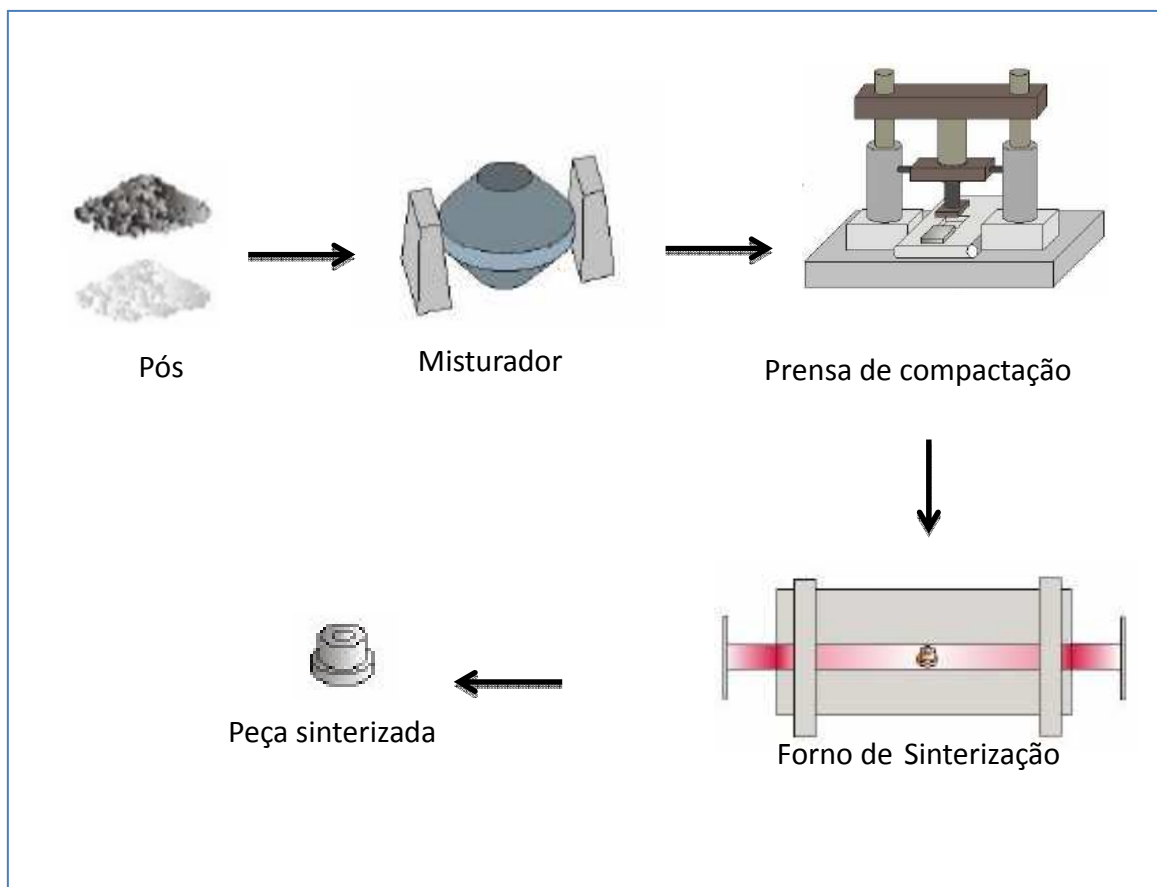 Pós
Misturador
Prensa de compactação
Peça sinterizada
Forno de Sinterização